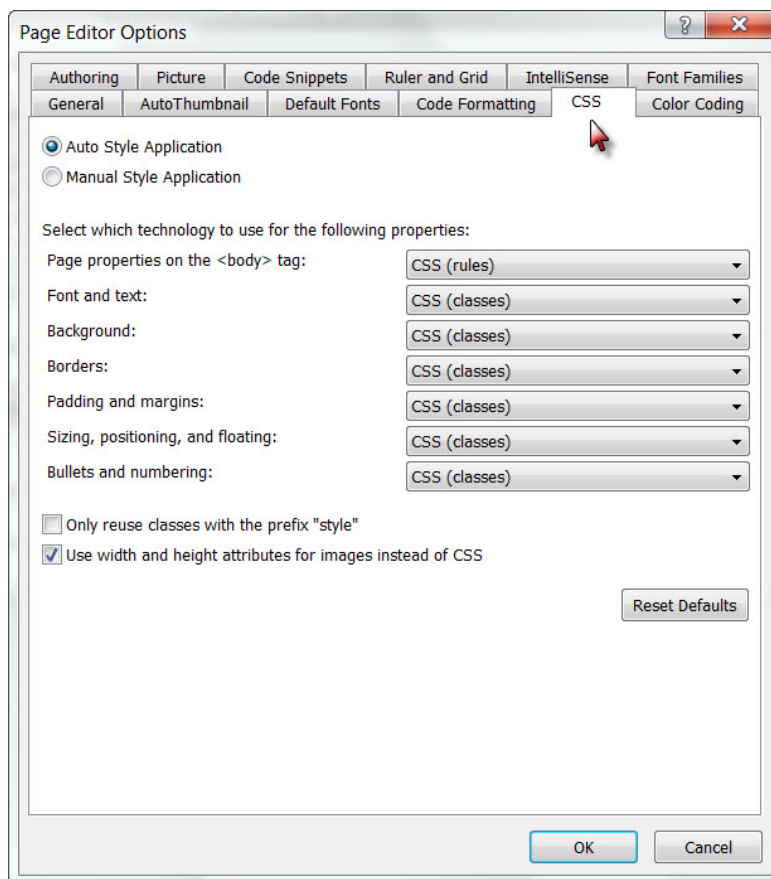 Page Editor Options
Authoring Picture Code Snippets Ruler and Grid IntelliSense Font Families
General AutoThumbnail Default Fonts Code Formatting CSS Color Coding
Auto Style Application
Manual Style Application
Select which technology to use for the following properties:
Page properties on the <body> tag: CSS (rules)
Font and text: CSS (classes)
Background: CSS (classes)
Borders: CSS (classes)
Padding and margins: CSS (classes)
Sizing, positioning, and floating: CSS (classes)
Bullets and numbering: CSS (classes)
Only reuse classes with the prefix "style"
Use width and height attributes for images instead of CSS
Reset Defaults
OK Cancel